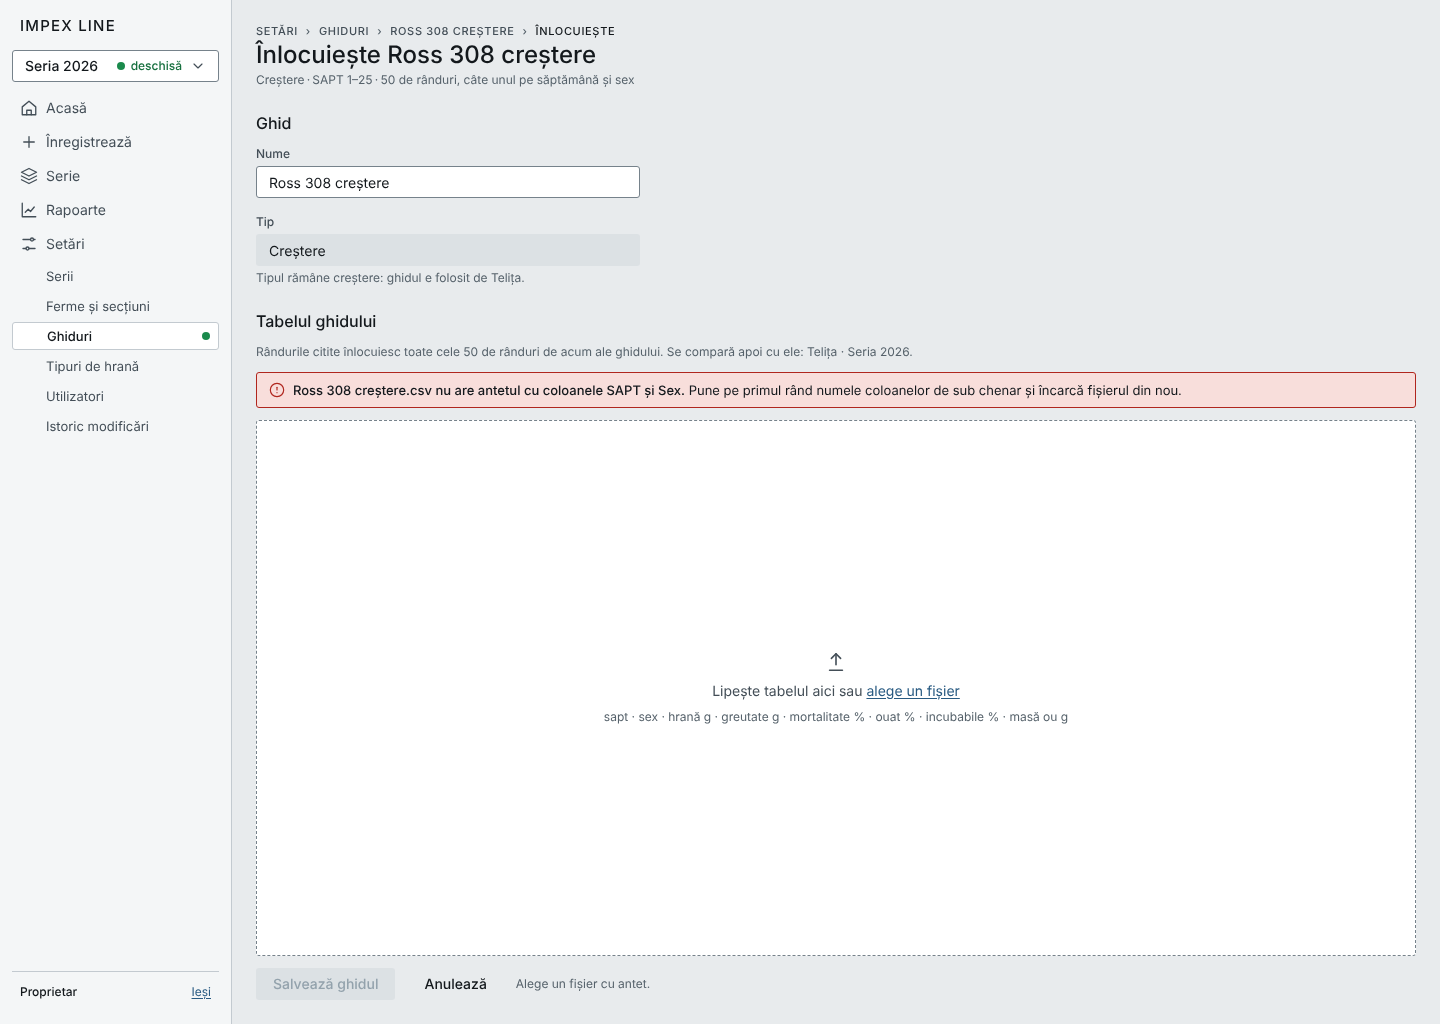 IMPEX LINE
Seria 2026 deschisă
Acasă
Înregistrează
Serie
Rapoarte
Setări
Serii
Ferme și secțiuni
Ghiduri
Tipuri de hrană
Utilizatori
Istoric modificări
Proprietar Ieși
SETĂRI › GHIDURI › ROSS 308 CREȘTERE › ÎNLOCUIEȘTE
Înlocuiește Ross 308 creștere
Creștere · SAPT 1–25 · 50 de rânduri, câte unul pe săptămână și sex
Ghid
Nume
Ross 308 creștere
Tip
Creștere
Tipul rămâne creștere: ghidul e folosit de Telița.
Tabelul ghidului
Rândurile citite înlocuiesc toate cele 50 de rânduri de acum ale ghidului. Se compară apoi cu ele: Telița · Seria 2026.
Ross 308 creștere.csv nu are antetul cu coloanele SAPT și Sex. Pune pe primul rând numele coloanelor de sub chenar și încarcă fișierul din nou.
Lipește tabelul aici sau alege un fișier
sapt · sex · hrană g · greutate g · mortalitate % · ouat % · incubabile % · masă ou g
Salvează ghidul Anulează Alege un fișier cu antet.